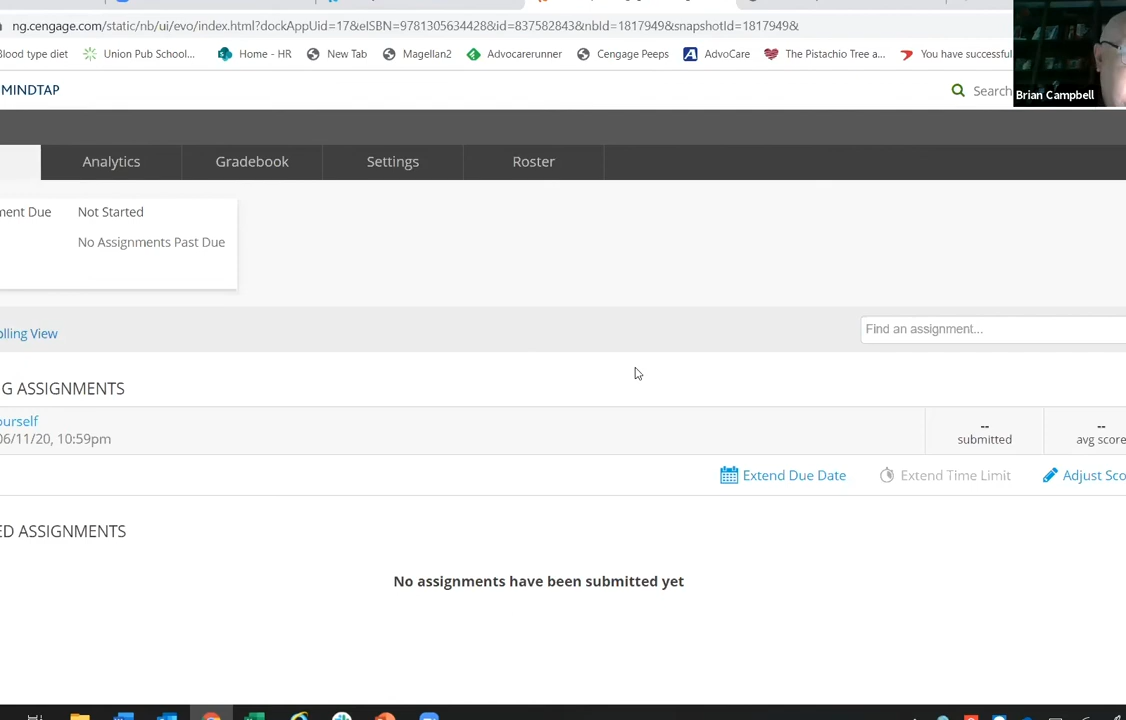 ng.cengage.com/static/nb/ui/evo/index.html?dockAppUid=17&eISBN=9781305634428&id=837582843&nbId=1817949&snapshotId=1817949&
Blood type diet Union Pub School... Home - HR New Tab Magellan2 Advocarerunner Cengage Peeps AdvoCare The Pistachio Tree a... You have successful
MINDTAP Search
Brian Campbell
Analytics Gradebook Settings Roster
ment Due Not Started
No Assignments Past Due
olling View Find an assignment...
G ASSIGNMENTS
ourself
06/11/20, 10:59pm
-- --
submitted avg score
Extend Due Date Extend Time Limit Adjust Sco
ED ASSIGNMENTS
No assignments have been submitted yet